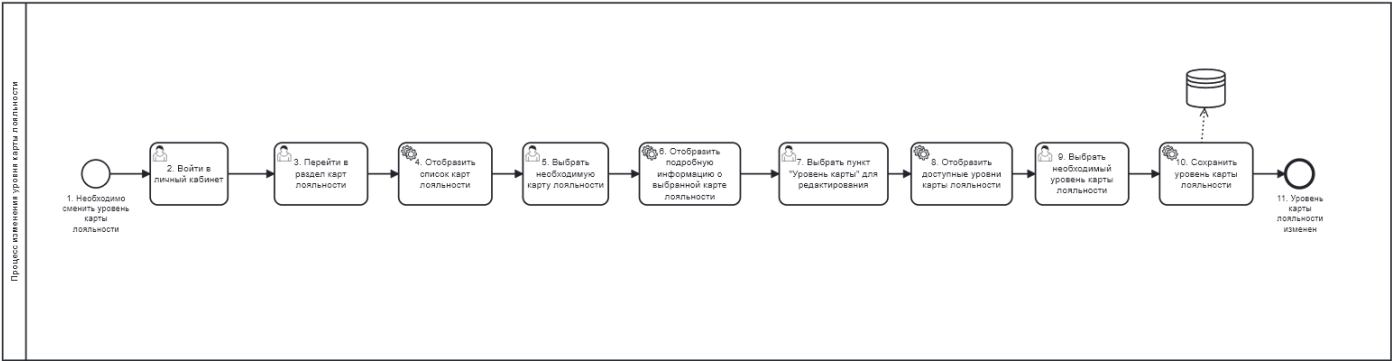 Процесс изменения уровня карты лояльности
1. Необходимо
сменить уровень
карты
лояльности
2. Войти в
личный кабинет
3. Перейти в
раздел карт
лояльности
4. Отобразить
список карт
лояльности
5. Выбрать
необходимую
карту лояльности
6. Отобразить
подробную
информацию о
выбранной карте
лояльности
7. Выбрать пункт
"Уровень карты" для
редактирования
8. Отобразить
доступные уровни
карты лояльности
9. Выбрать
необходимый
уровень карты
лояльности
10. Сохранить
уровень карты
лояльности
11. Уровень
карты
лояльности
изменен